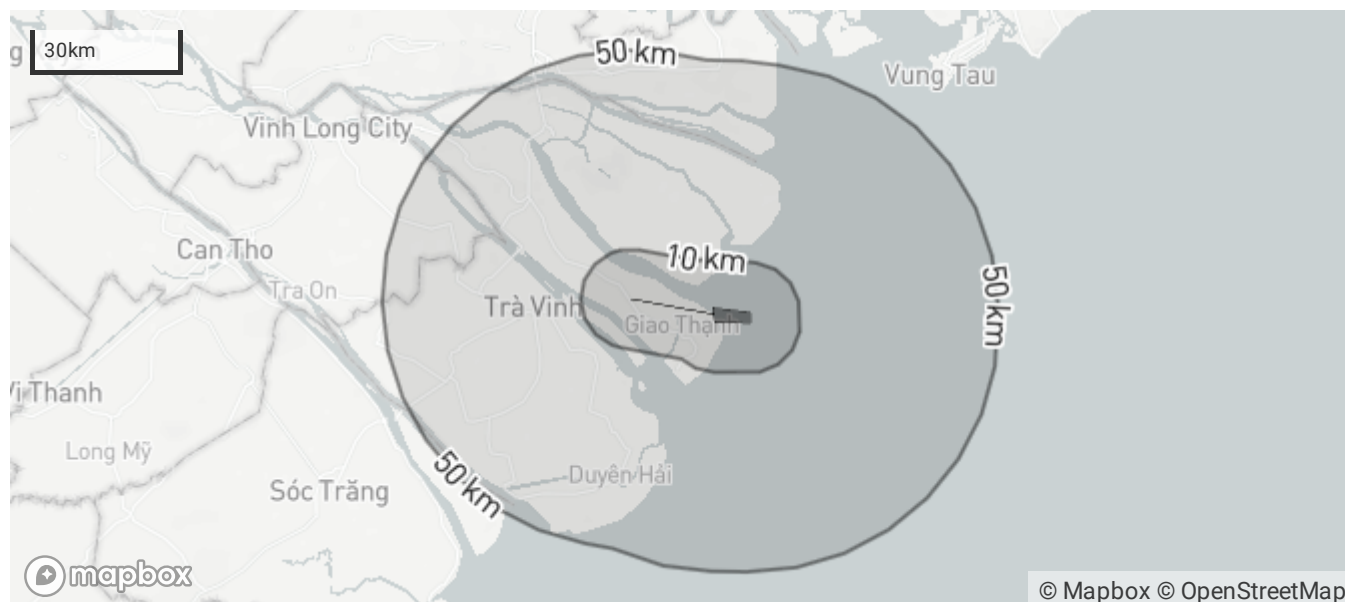 30km
50 km
Vung Tau
Vinh Long City
Can Tho
Tra On
10 km
Trà Vinh
Giao Thạnh
50 km
Vi Thanh
Long Mỹ
Sóc Trăng
50 km
Duyên Hải
mapbox
© Mapbox © OpenStreetMap